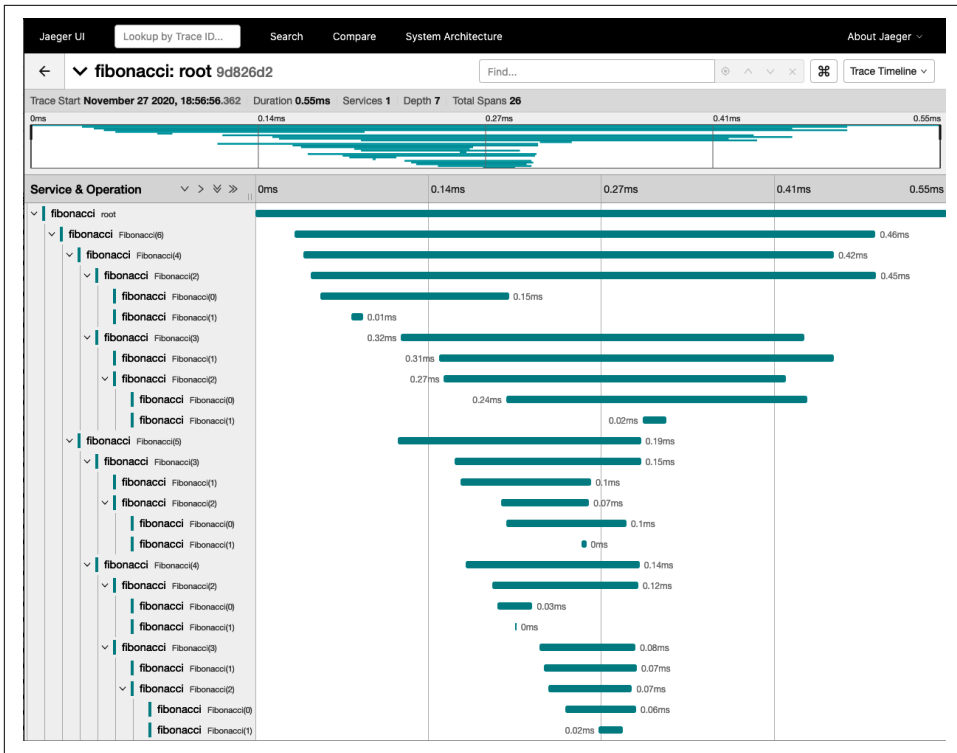 Jaeger UI Lookup by Trace ID... Search Compare System Architecture About Jaeger
fibonacci: root 9d826d2 Find... ⌘ Trace Timeline
Trace Start November 27 2020, 18:56:56.362 Duration 0.55ms Services 1 Depth 7 Total Spans 26
0ms 0.14ms 0.27ms 0.41ms 0.55ms
Service & Operation 0ms 0.14ms 0.27ms 0.41ms 0.55ms
fibonacci root
fibonacci Fibonacci(6) 0.46ms
fibonacci Fibonacci(4) 0.42ms
fibonacci Fibonacci(2) 0.45ms
fibonacci Fibonacci(0) 0.15ms
fibonacci Fibonacci(1) 0.01ms
fibonacci Fibonacci(3) 0.32ms
fibonacci Fibonacci(1) 0.31ms
fibonacci Fibonacci(2) 0.27ms
fibonacci Fibonacci(0) 0.24ms
fibonacci Fibonacci(1) 0.02ms
fibonacci Fibonacci(5) 0.19ms
fibonacci Fibonacci(3) 0.15ms
fibonacci Fibonacci(1) 0.1ms
fibonacci Fibonacci(2) 0.07ms
fibonacci Fibonacci(0) 0.1ms
fibonacci Fibonacci(1) 0ms
fibonacci Fibonacci(4) 0.14ms
fibonacci Fibonacci(2) 0.12ms
fibonacci Fibonacci(0) 0.03ms
fibonacci Fibonacci(1) 0ms
fibonacci Fibonacci(3) 0.08ms
fibonacci Fibonacci(1) 0.07ms
fibonacci Fibonacci(2) 0.07ms
fibonacci Fibonacci(0) 0.06ms
fibonacci Fibonacci(1) 0.02ms